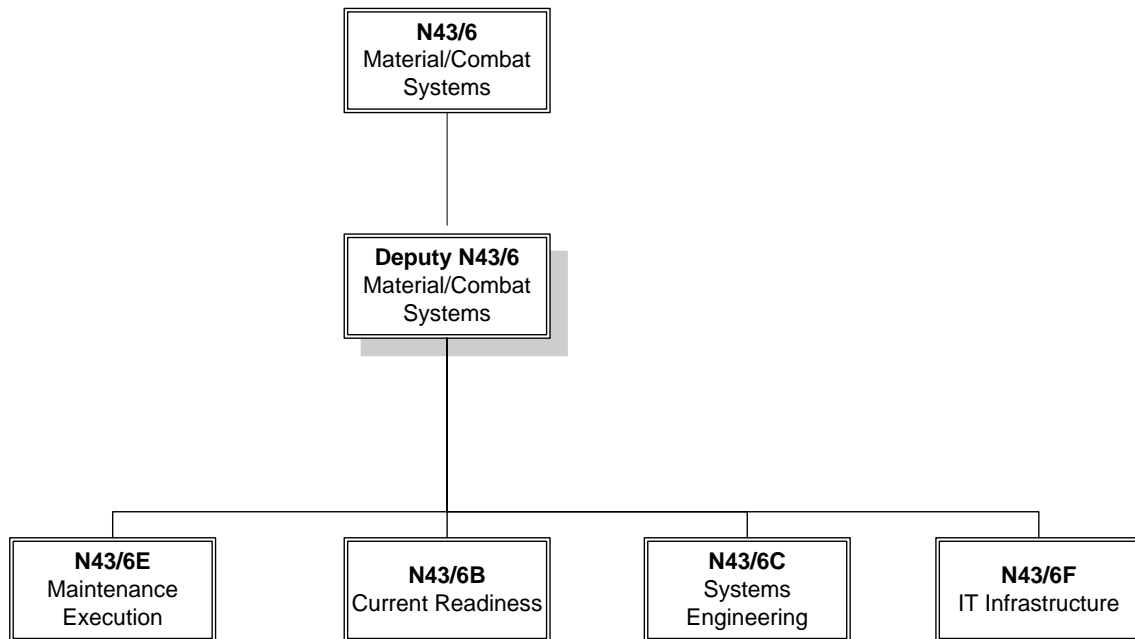 N43/6
Material/Combat
Systems
Deputy N43/6
Material/Combat
Systems
N43/6E
Maintenance
Execution
N43/6B
Current Readiness
N43/6C
Systems
Engineering
N43/6F
IT Infrastructure